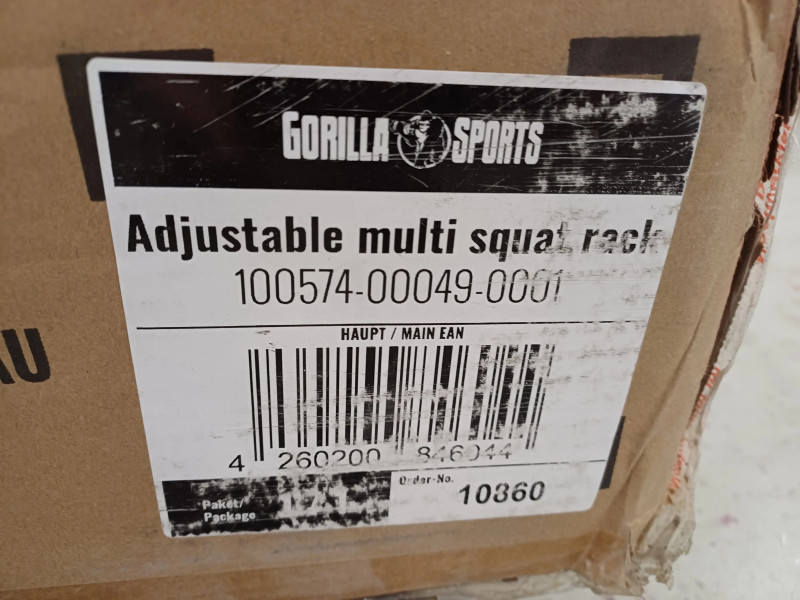 GORILLA SPORTS
Adjustable multi squat rack
100574-00049-0001
HAUPT / MAIN EAN
4 260200 846044
Paket/
Package
Order-No.
10860
AU